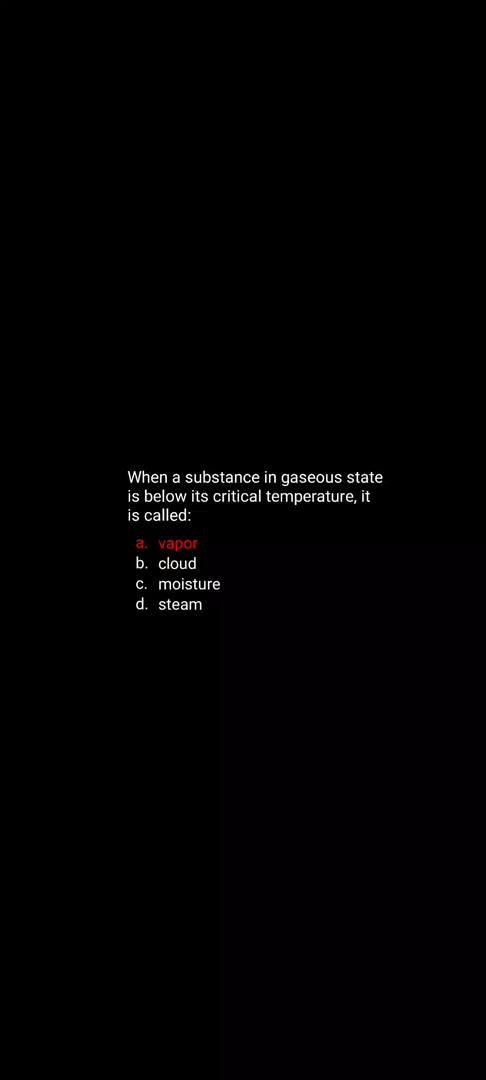 When a substance in gaseous state
is below its critical temperature, it
is called:
a. vapor
b. cloud
c. moisture
d. steam